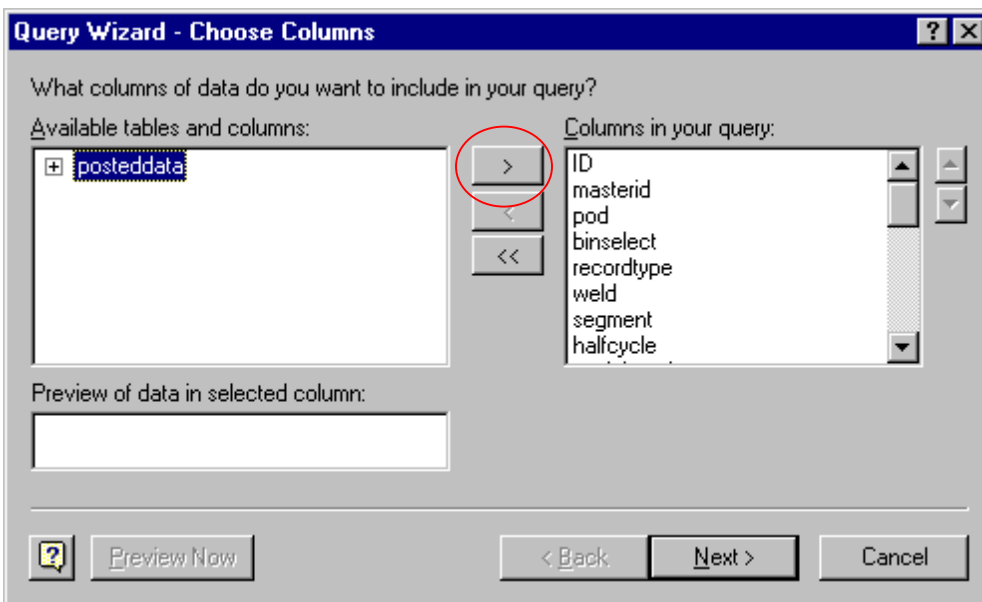 Query Wizard - Choose Columns
What columns of data do you want to include in your query?
Available tables and columns:
posteddata
>
<
<<
Columns in your query:
ID
masterid
pod
binselect
recordtype
weld
segment
halfcycle
Preview of data in selected column:
Preview Now
< Back
Next >
Cancel